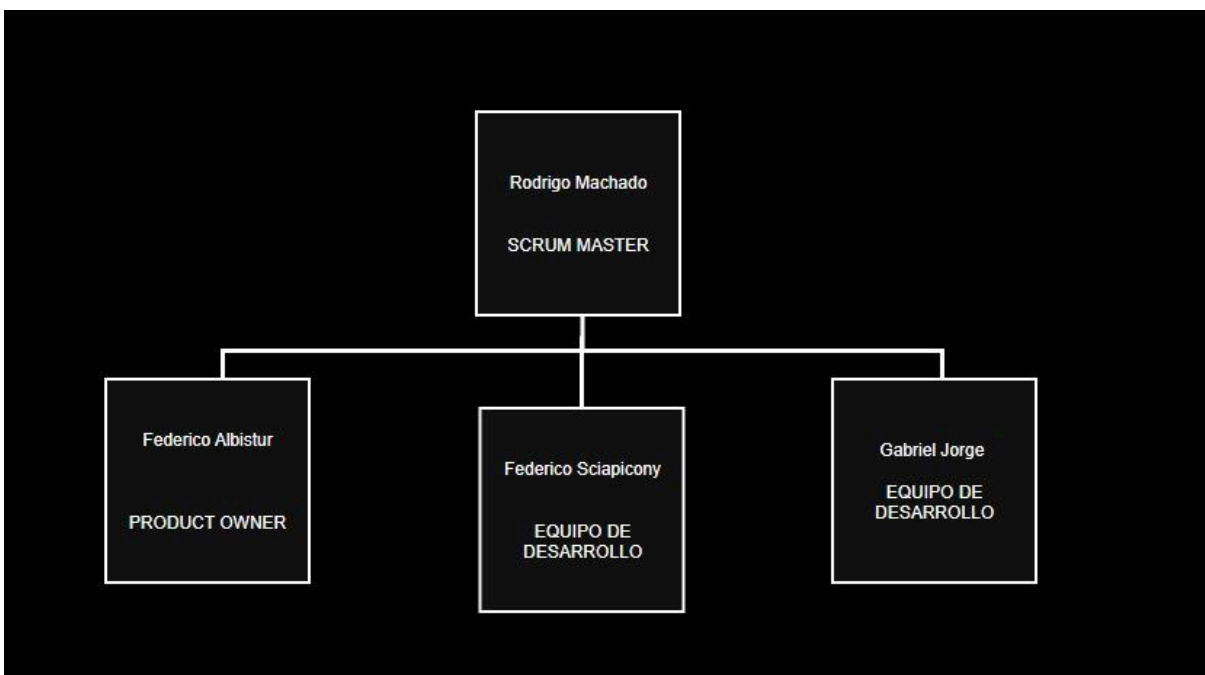 Rodrigo Machado
SCRUM MASTER
Federico Albistur
PRODUCT OWNER
Federico Sciapicony
EQUIPO DE
DESARROLLO
Gabriel Jorge
EQUIPO DE
DESARROLLO